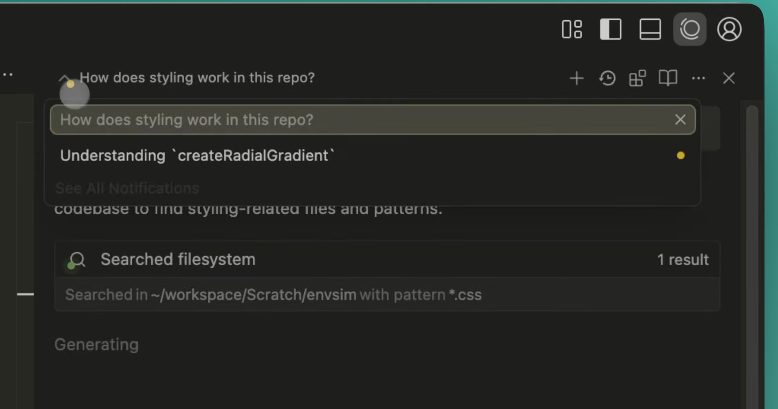 How does styling work in this repo?
How does styling work in this repo?
Understanding `createRadialGradient`
See All Notifications
codebase to find styling-related files and patterns.
Searched filesystem
1 result
Searched in ~/workspace/Scratch/envsim with pattern *.css
Generating